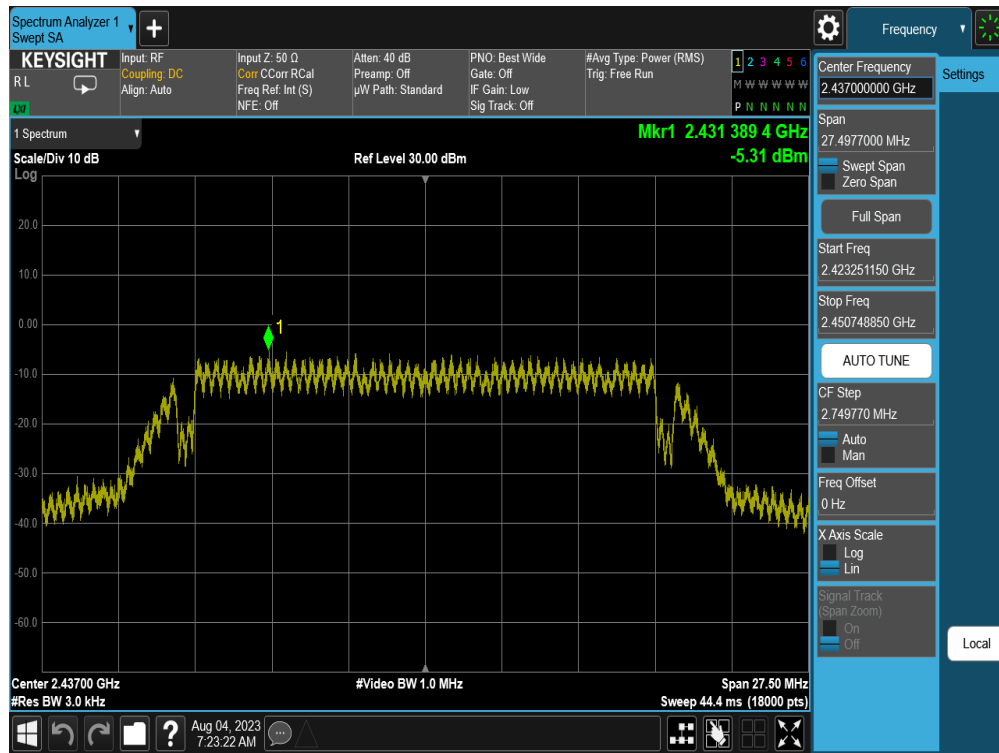 Spectrum Analyzer 1
Swept SA
+
Frequency
KEYSIGHT
R L
LXI
Input: RF
Coupling: DC
Align: Auto
Input Z: 50 Ω
Corr CCorr RCal
Freq Ref: Int (S)
NFE: Off
Atten: 40 dB
Preamp: Off
µW Path: Standard
PNO: Best Wide
Gate: Off
IF Gain: Low
Sig Track: Off
#Avg Type: Power (RMS)
Trig: Free Run
1 2 3 4 5 6
M W W W W W
P N N N N N
1 Spectrum
Scale/Div 10 dB
Log
Ref Level 30.00 dBm
Mkr1 2.431 389 4 GHz
-5.31 dBm
20.0
10.0
0.00
-10.0
-20.0
-30.0
-40.0
-50.0
-60.0
1
Center 2.43700 GHz
#Res BW 3.0 kHz
#Video BW 1.0 MHz
Span 27.50 MHz
Sweep 44.4 ms (18000 pts)
Center Frequency
2.437000000 GHz
Settings
Span
27.4977000 MHz
Swept Span
Zero Span
Full Span
Start Freq
2.423251150 GHz
Stop Freq
2.450748850 GHz
AUTO TUNE
CF Step
2.749770 MHz
Auto
Man
Freq Offset
0 Hz
X Axis Scale
Log
Lin
Signal Track
(Span Zoom)
On
Off
Local
?
Aug 04, 2023
7:23:22 AM